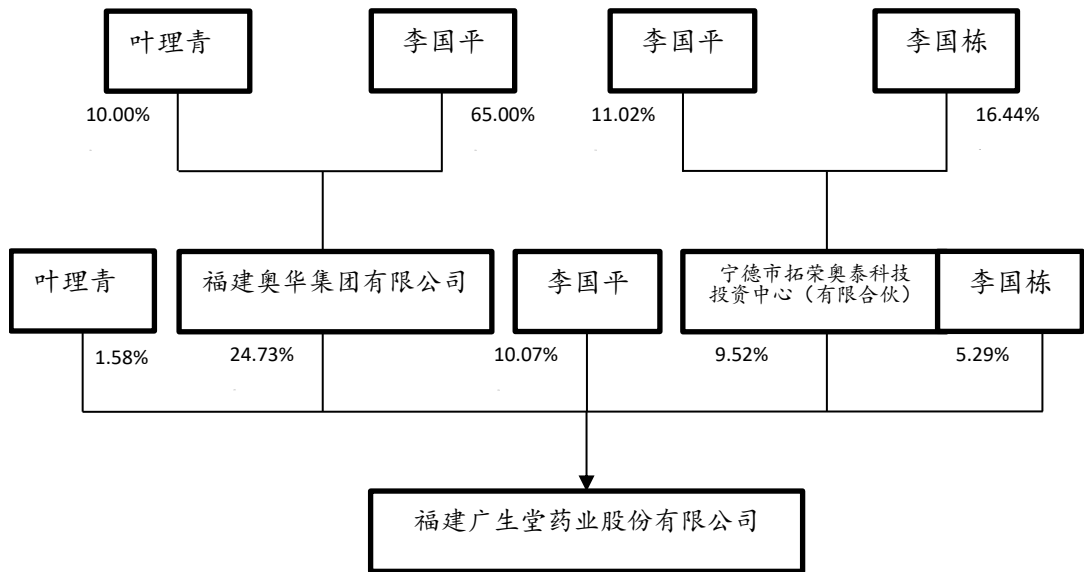 叶理青
李国平
李国平
李国栋
10.00%
65.00%
11.02%
16.44%
叶理青
福建奥华集团有限公司
李国平
宁德市拓荣奥泰科技
投资中心（有限合伙）
李国栋
1.58%
24.73%
10.07%
9.52%
5.29%
福建广生堂药业股份有限公司